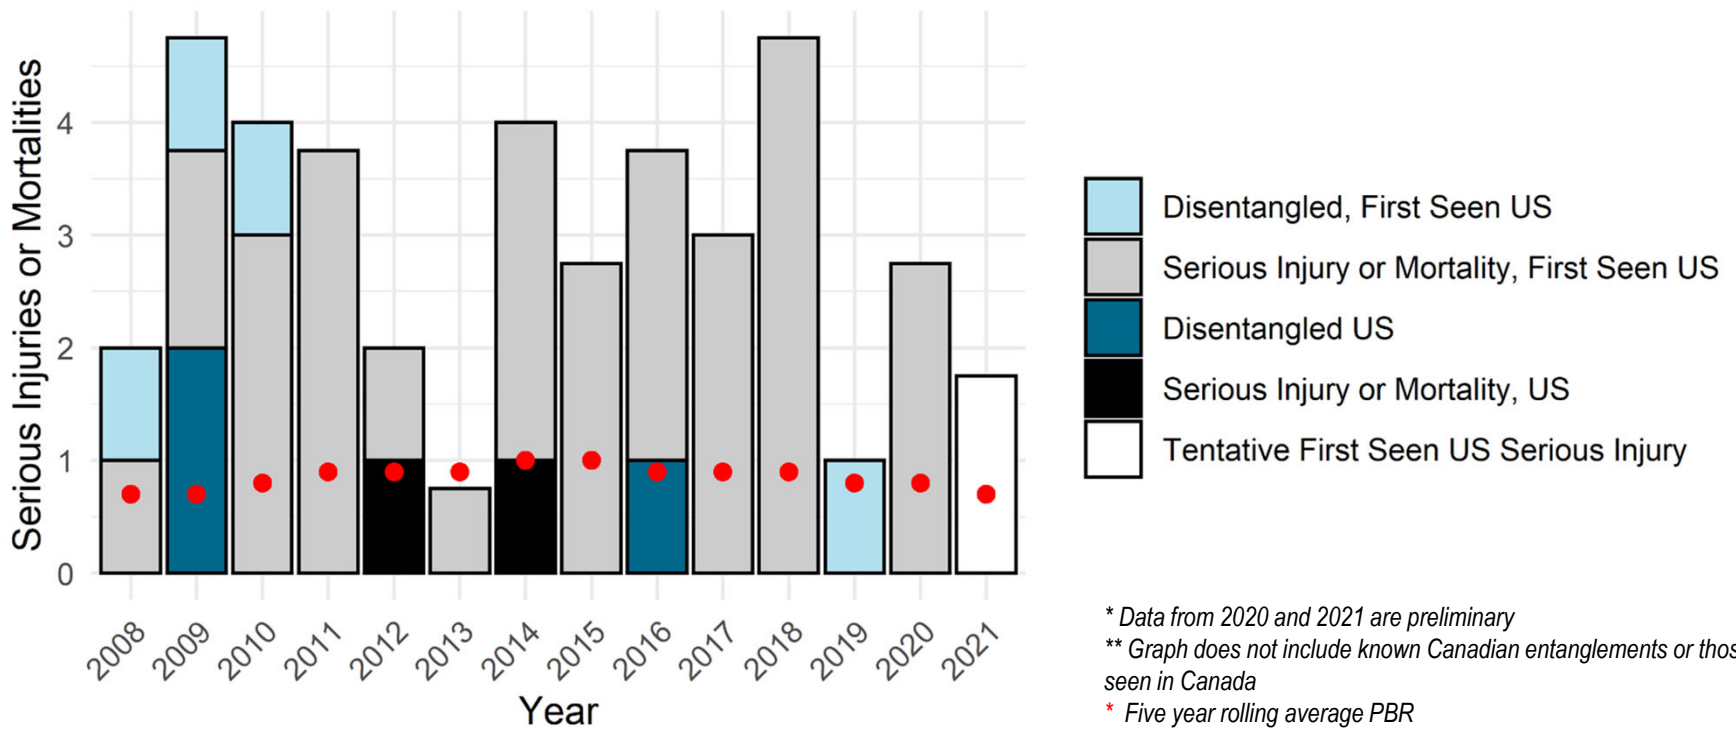 Serious Injuries or Mortalities
4
3
2
1
0
2008
2009
2010
2011
2012
2013
2014
2015
2016
2017
2018
2019
2020
2021
Year
Disentangled, First Seen US
Serious Injury or Mortality, First Seen US
Disentangled US
Serious Injury or Mortality, US
Tentative First Seen US Serious Injury
* Data from 2020 and 2021 are preliminary
** Graph does not include known Canadian entanglements or thos
seen in Canada
* Five year rolling average PBR